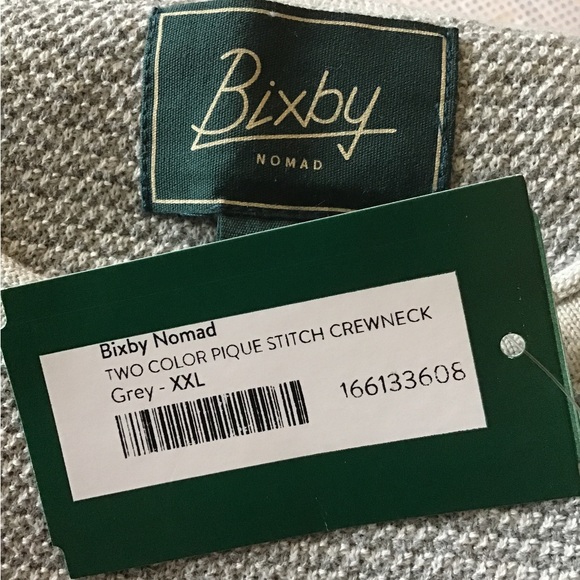 Bixby
NOMAD
Bixby Nomad
TWO COLOR PIQUE STITCH CREWNECK
Grey - XXL
166133608